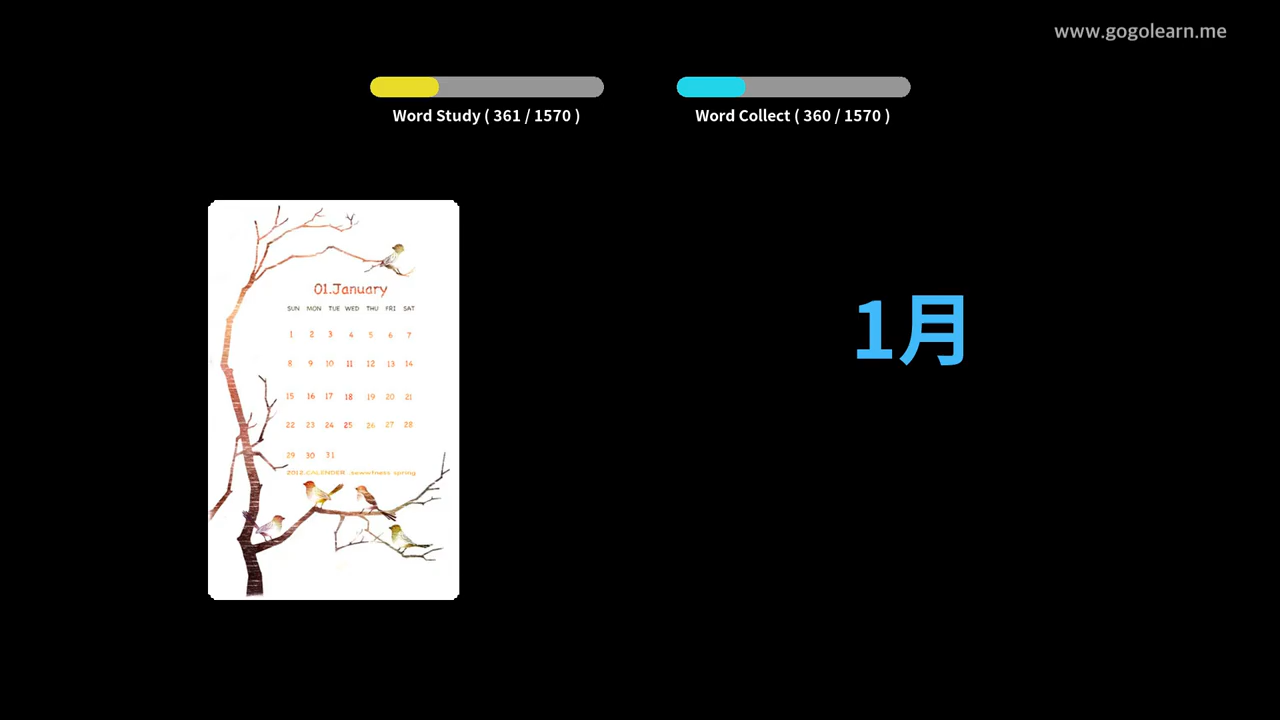 www.gogolearn.me
Word Study ( 361 / 1570 )
Word Collect ( 360 / 1570 )
01.January
SUN MON TUE WED THU FRI SAT
1 2 3 4 5 6 7
8 9 10 11 12 13 14
15 16 17 18 19 20 21
22 23 24 25 26 27 28
29 30 31
CALENDER spring
1月